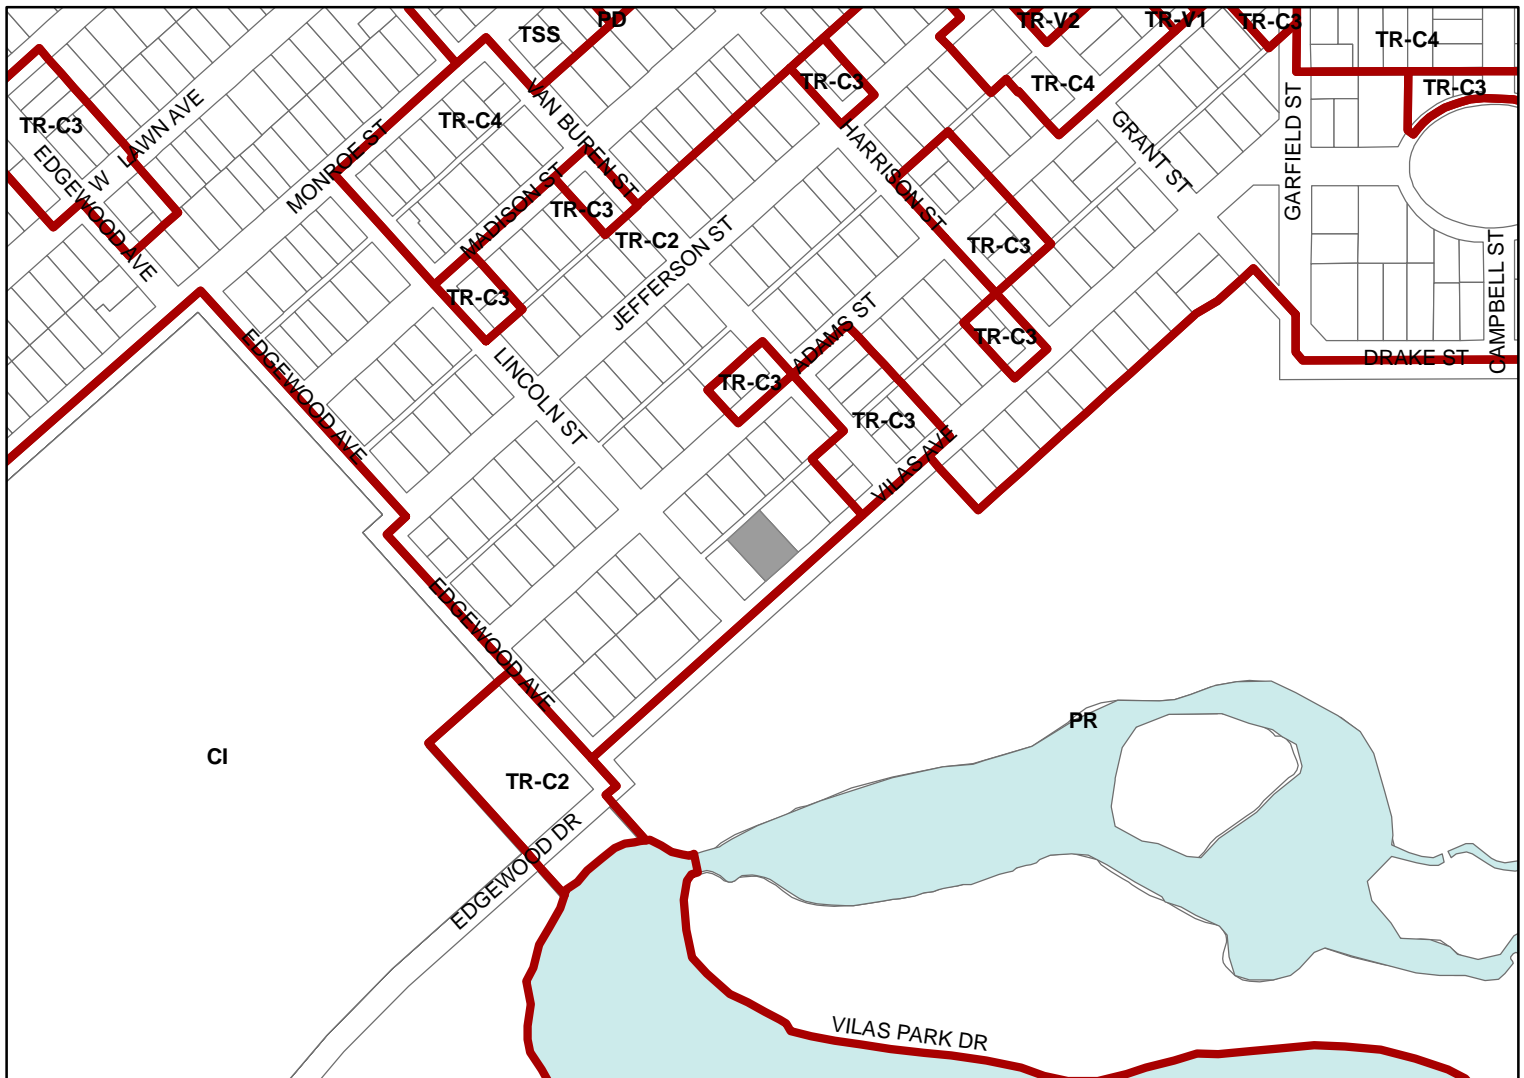 PD
TR-V2
TR-V1
TR-C3
TSS
TR-C4
TR-C3
TR-C4
TR-C3
TR-C3
TR-C4
TR-C3
W LAWN AVE
EDGEWOOD AVE
MONROE ST
VAN BUREN ST
HARRISON ST
GRANT ST
GARFIELD ST
MADISON ST
TR-C3
TR-C2
TR-C3
CAMPBELL ST
JEFFERSON ST
TR-C3
TR-C3
ADAMS ST
DRAKE ST
EDGEWOOD AVE
LINCOLN ST
TR-C3
TR-C3
VILAS AVE
EDGEWOOD AVE
PR
CI
TR-C2
EDGEWOOD DR
VILAS PARK DR